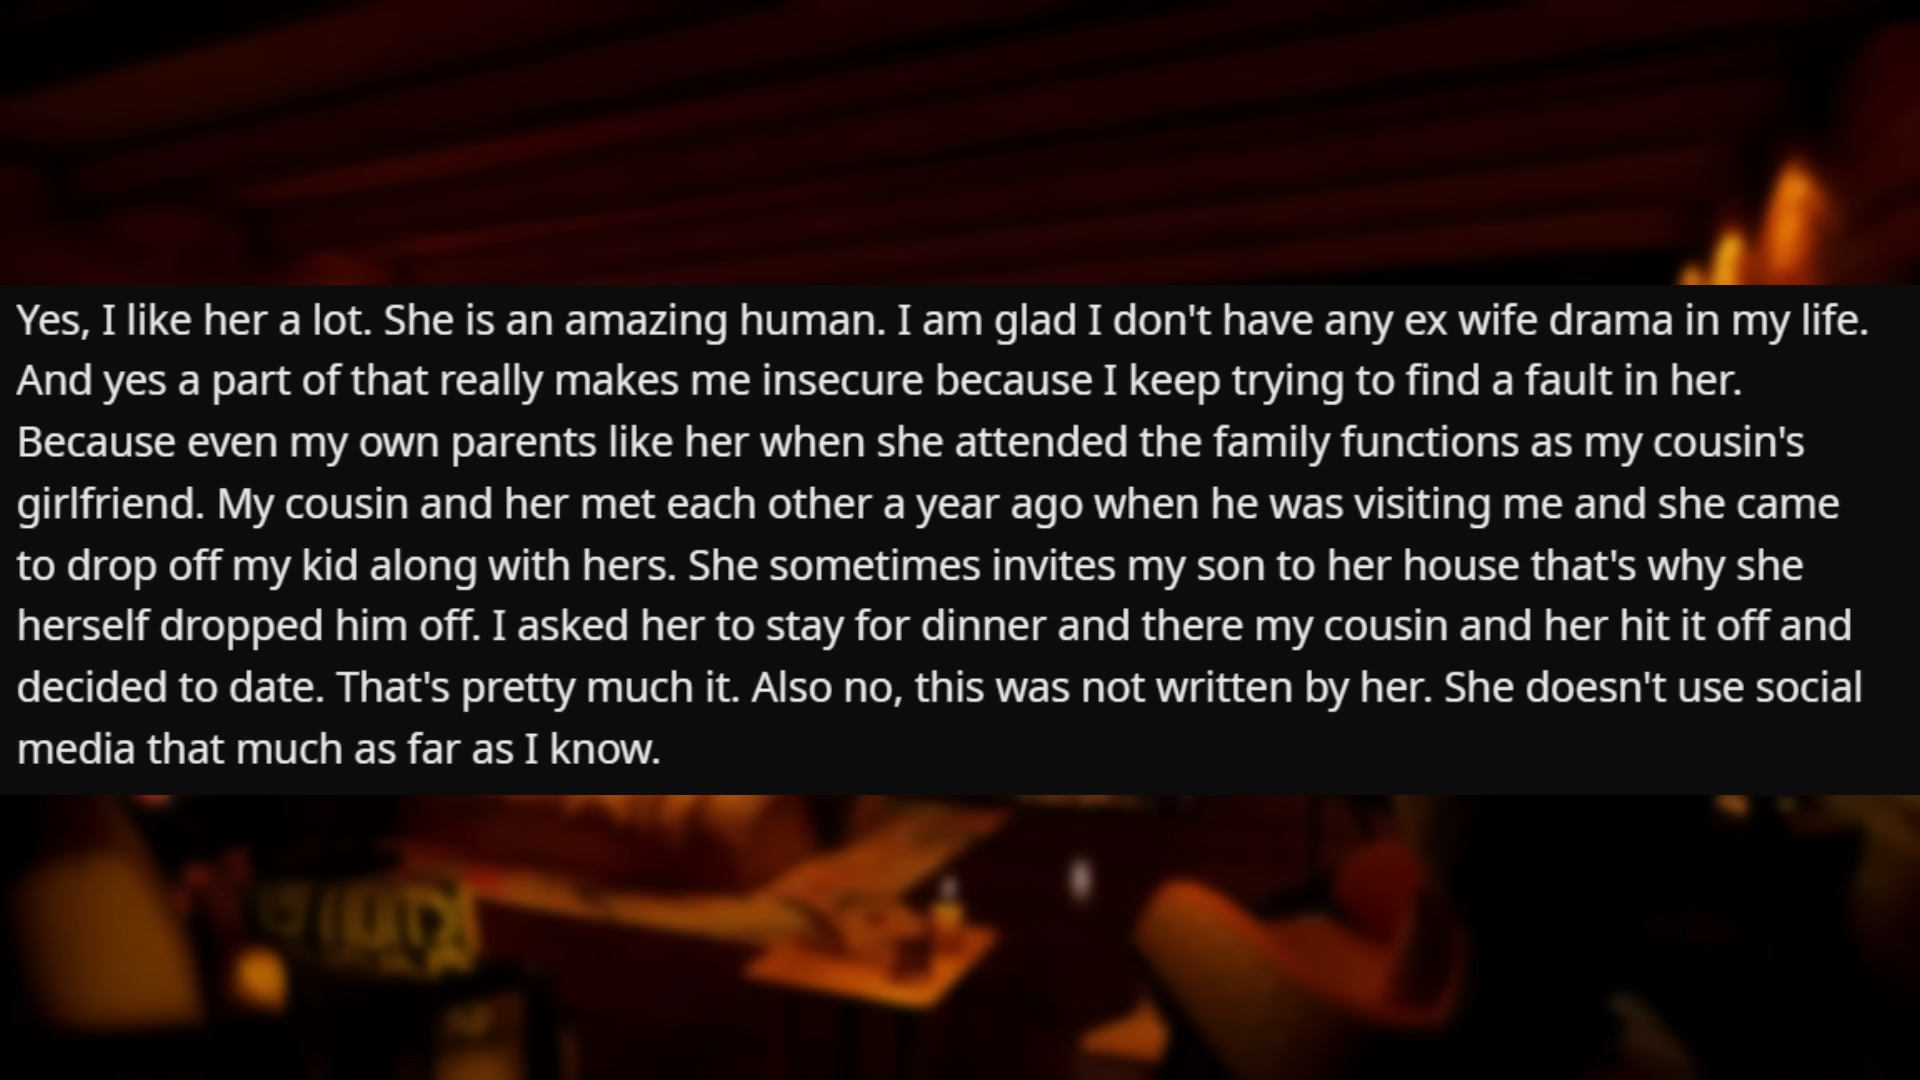 Yes, I like her a lot. She is an amazing human. I am glad I don't have any ex wife drama in my life.
And yes a part of that really makes me insecure because I keep trying to find a fault in her.
Because even my own parents like her when she attended the family functions as my cousin's
girlfriend. My cousin and her met each other a year ago when he was visiting me and she came
to drop off my kid along with hers. She sometimes invites my son to her house that's why she
herself dropped him off. I asked her to stay for dinner and there my cousin and her hit it off and
decided to date. That's pretty much it. Also no, this was not written by her. She doesn't use social
media that much as far as I know.